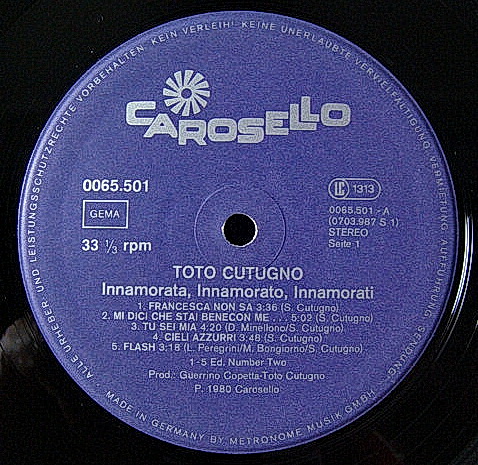 CAROSELLO
0065.501
GEMA
33 ⅓ rpm
LC 1313
0065.501 - A
(0703.987 S 1)
STEREO
Seite 1
TOTO CUTUGNO
Innamorata, Innamorato, Innamorati
1. FRANCESCA NON SA 3:36 (S. Cutugno)
2. MI DICI CHE STAI BENECON ME . . . 5:02 (S. Cutugno)
3. TU SEI MIA 4:20 (D. Minellono/S. Cutugno)
4. CIELI AZZURRI 3:48 (S. Cutugno)
5. FLASH 3:18 (L. Peregrini/M. Bongiorno/S. Cutugno)
1 - 5 Ed. Number Two
Prod.: Guerrino Copetta-Toto Cutugno
P. 1980 Carosello
ALLE URHEBER UND LEISTUNGSSCHUTZRECHTE VORBEHALTEN · KEIN VERLEIH! KEINE UNERLAUBTE VERVIELFÄLTIGUNG, VERMIETUNG, AUFFÜHRUNG, SENDUNG ·
MADE IN GERMANY BY METRONOME MUSIK GMBH